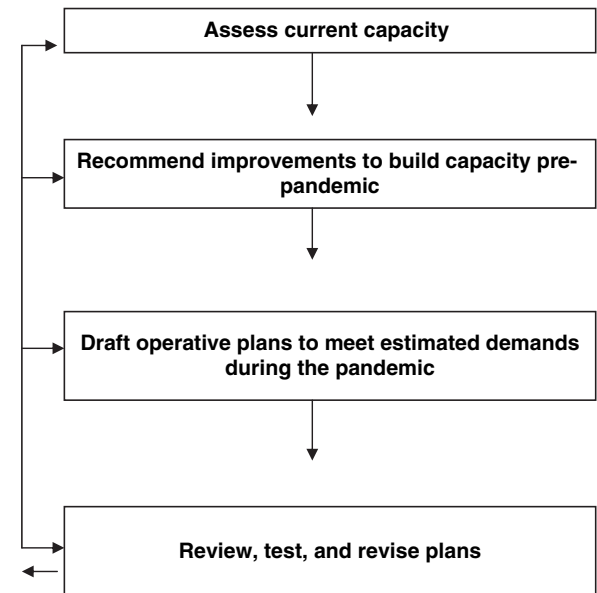 Assess current capacity
Recommend improvements to build capacity pre-
pandemic
Draft operative plans to meet estimated demands
during the pandemic
Review, test, and revise plans